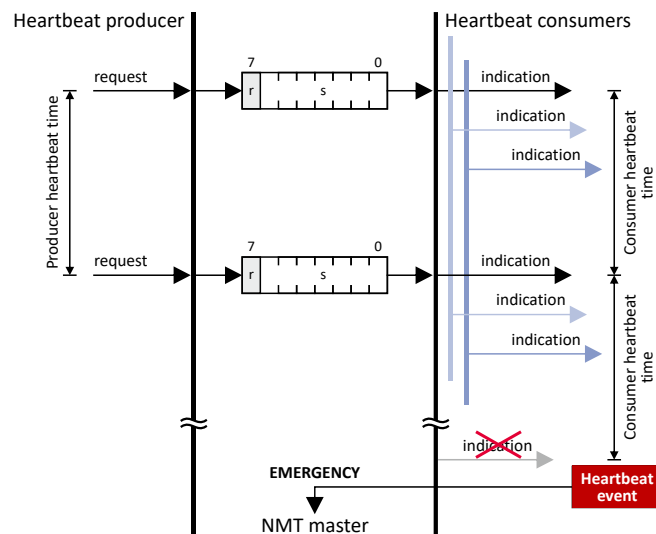 Heartbeat producer
Heartbeat consumers
7 0
request
r s
indication
indication
indication
Producer heartbeat time
Consumer heartbeat
time
7 0
request
r s
indication
indication
indication
Consumer heartbeat
time
indication
EMERGENCY
Heartbeat
event
NMT master